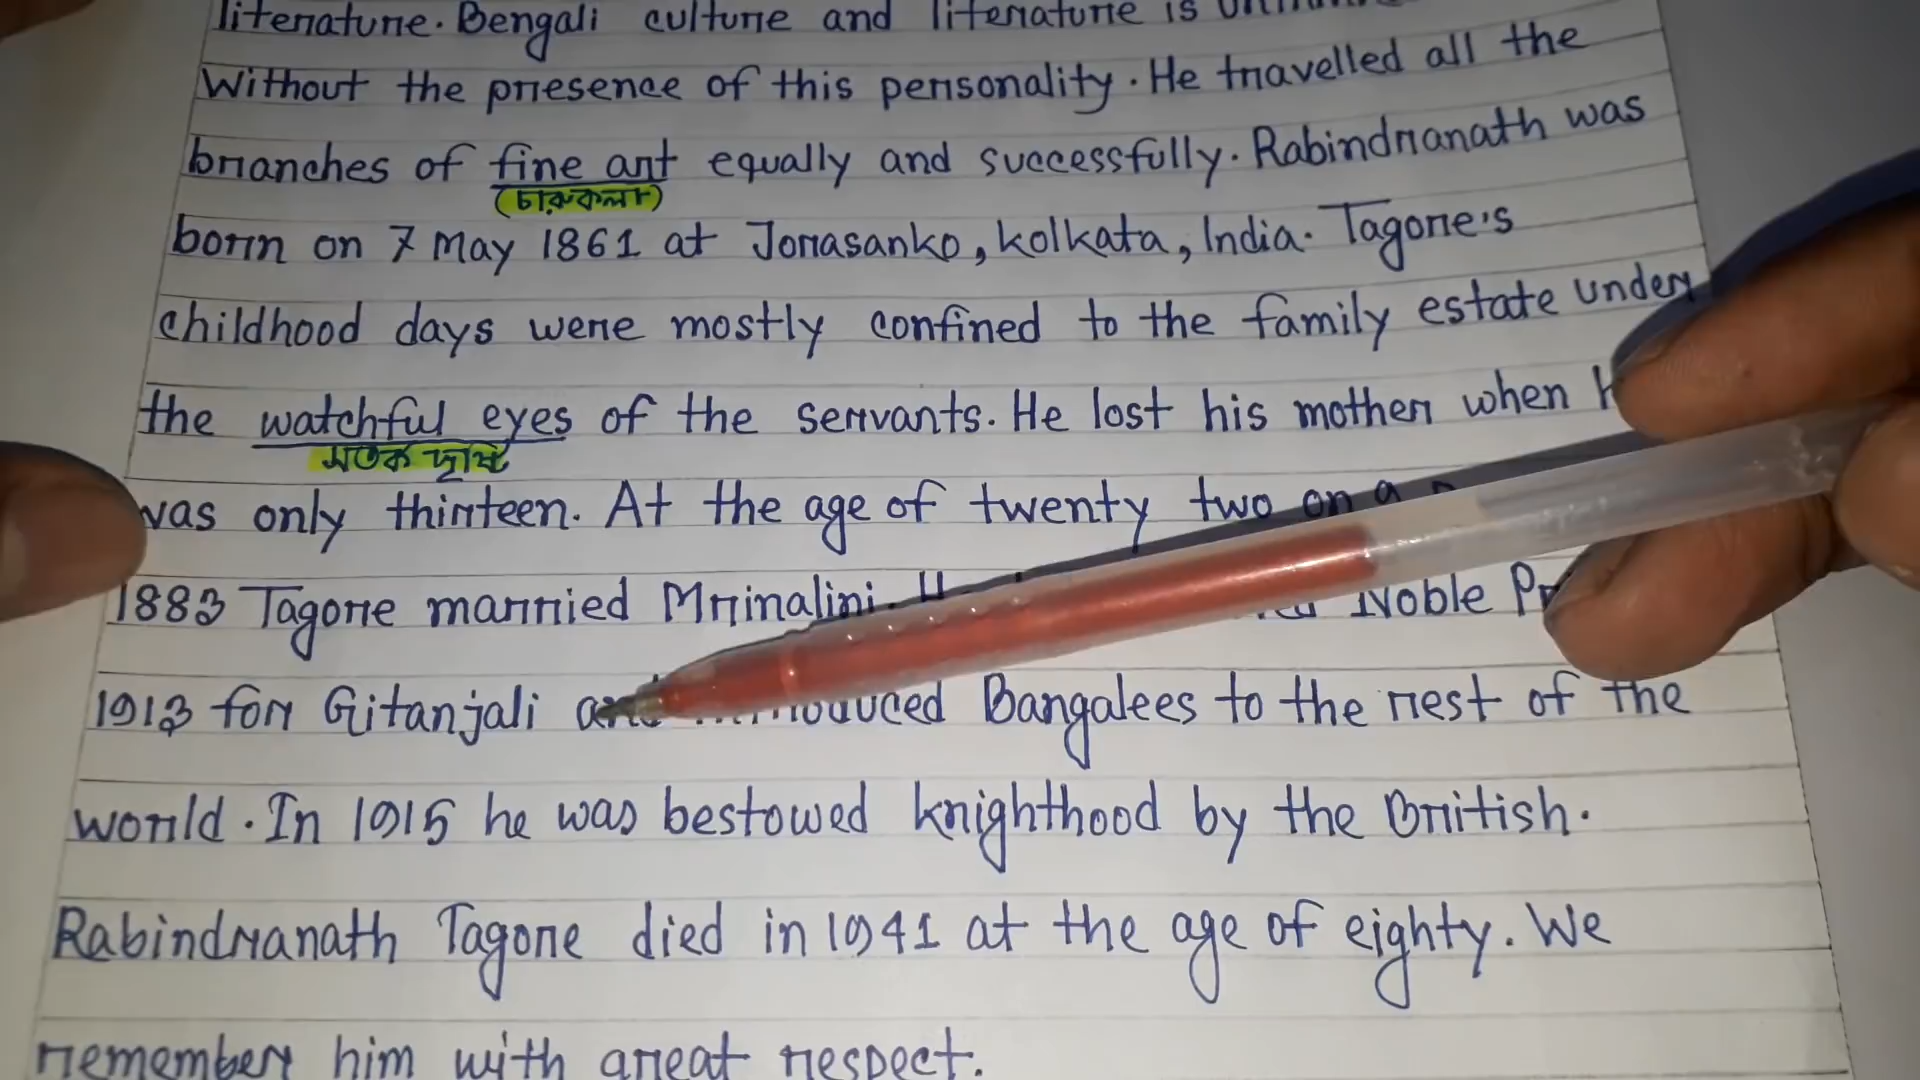 literature. Bengali culture and literature is
Without the presence of this personality. He travelled all the
branches of fine art equally and successfully. Rabindranath was
(চারুকলা)
born on 7 May 1861 at Jorasanko, Kolkata, India. Tagore's
childhood days were mostly confined to the family estate under
the watchful eyes of the servants. He lost his mother when
সতর্ক দৃষ্টি
was only thirteen. At the age of twenty two on a
1883 Tagore married Mrinalini. Noble
1913 for Gitanjali and introduced Bangalees to the rest of the
world. In 1915 he was bestowed knighthood by the British.
Rabindranath Tagore died in 1941 at the age of eighty. We
remember him with great respect.